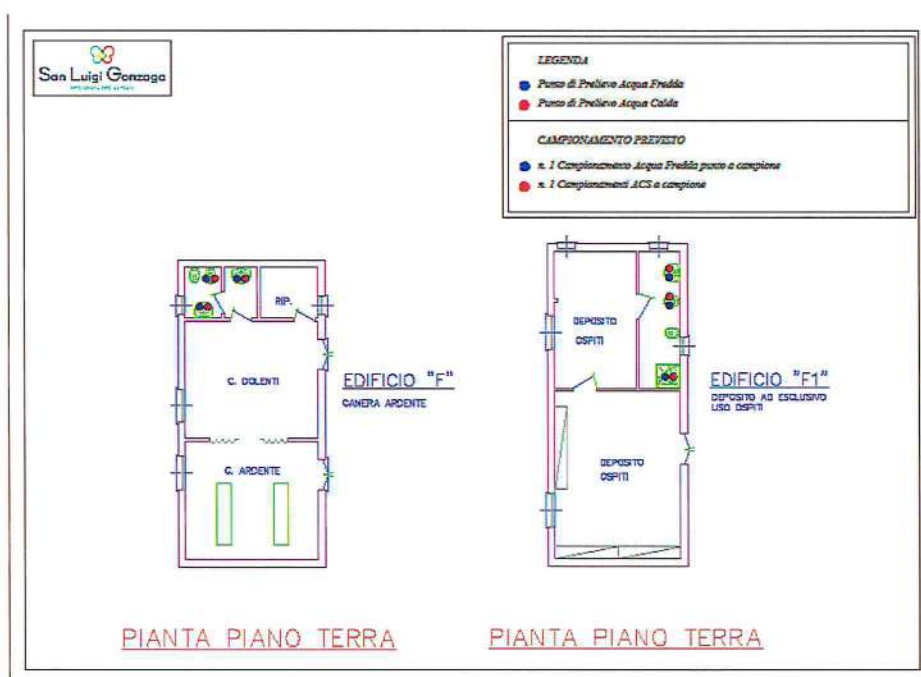 San Luigi Gonzaga
LEGENDA
Punto di Prelievo Acqua Fredda
Punto di Prelievo Acqua Calda
CAMPIONAMENTO PREVISTO
n. 1 Campionamento Acqua Fredda punto a campione
n. 1 Campionamenti ACS a campione
RIP.
C. DOLENTI
EDIFICIO "F"
CAMERA ARDENTE
C. ARDENTE
DEPOSITO
OSPITI
EDIFICIO "F1"
DEPOSITO AD ESCLUSIVO
USO OSPITI
DEPOSITO
OSPITI
PIANTA PIANO TERRA
PIANTA PIANO TERRA